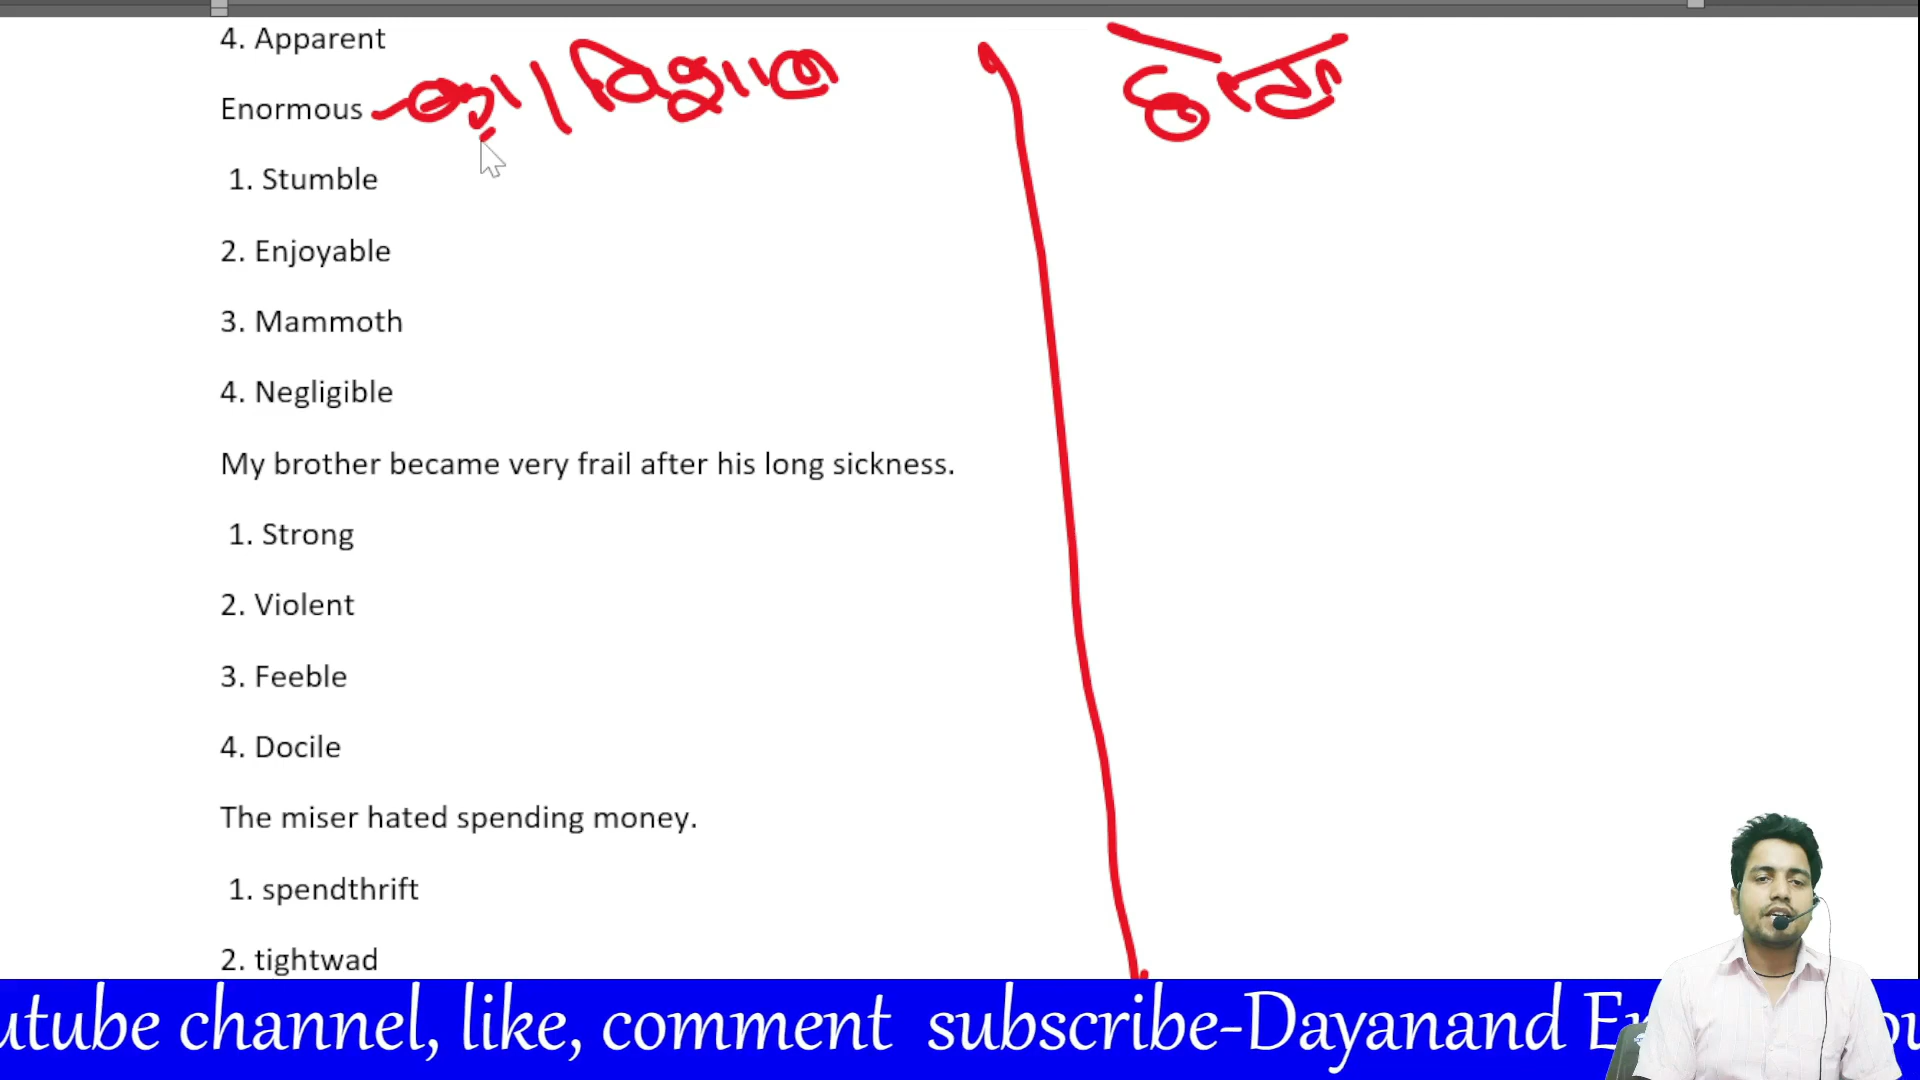 4. Apparent
Enormous बड़ा / विशाल
1. Stumble
2. Enjoyable
3. Mammoth
4. Negligible
My brother became very frail after his long sickness.
1. Strong
2. Violent
3. Feeble
4. Docile
The miser hated spending money.
1. spendthrift
2. tightwad
utube channel, like, comment subscribe-Dayanand En